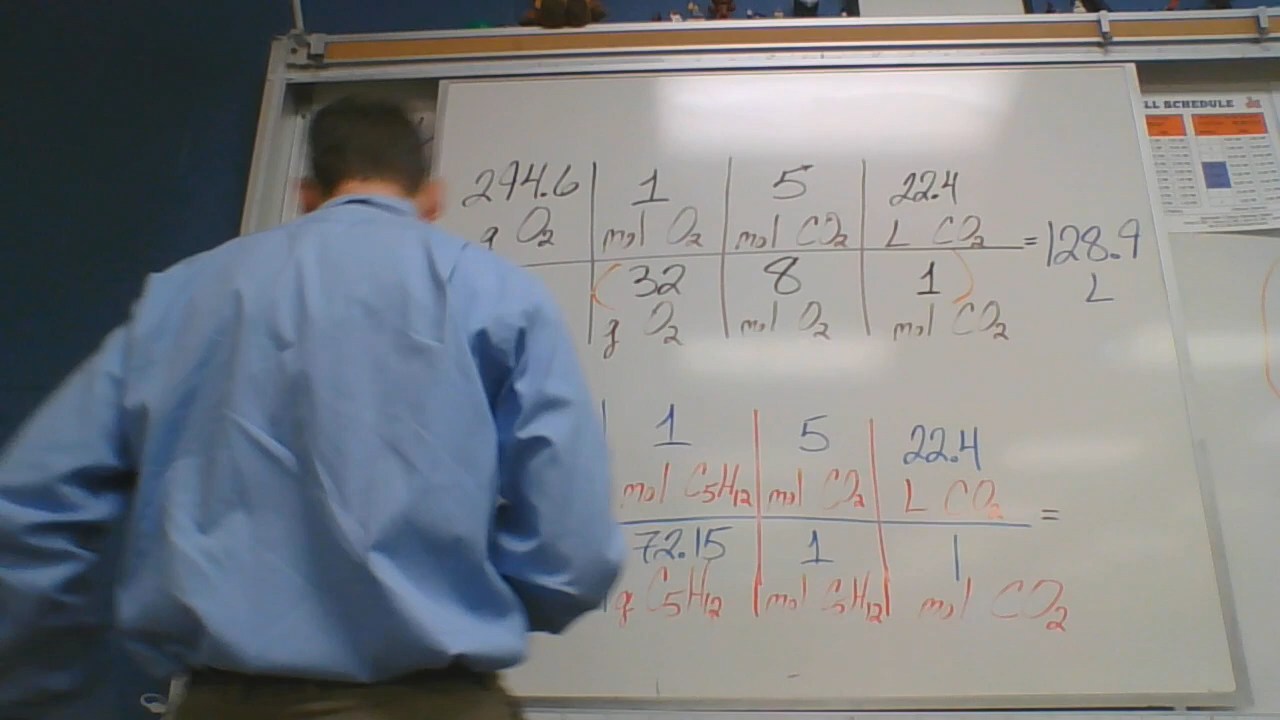 LL SCHEDULE
294.6 1 5 22.4
g O2 mol O2 mol CO2 L CO2 = 128.9
32 8 1 L
g O2 mol O2 mol CO2
1 5 22.4
mol C5H12 mol CO2 L CO2 =
72.15 1 1
g C5H12 mol C5H12 mol CO2